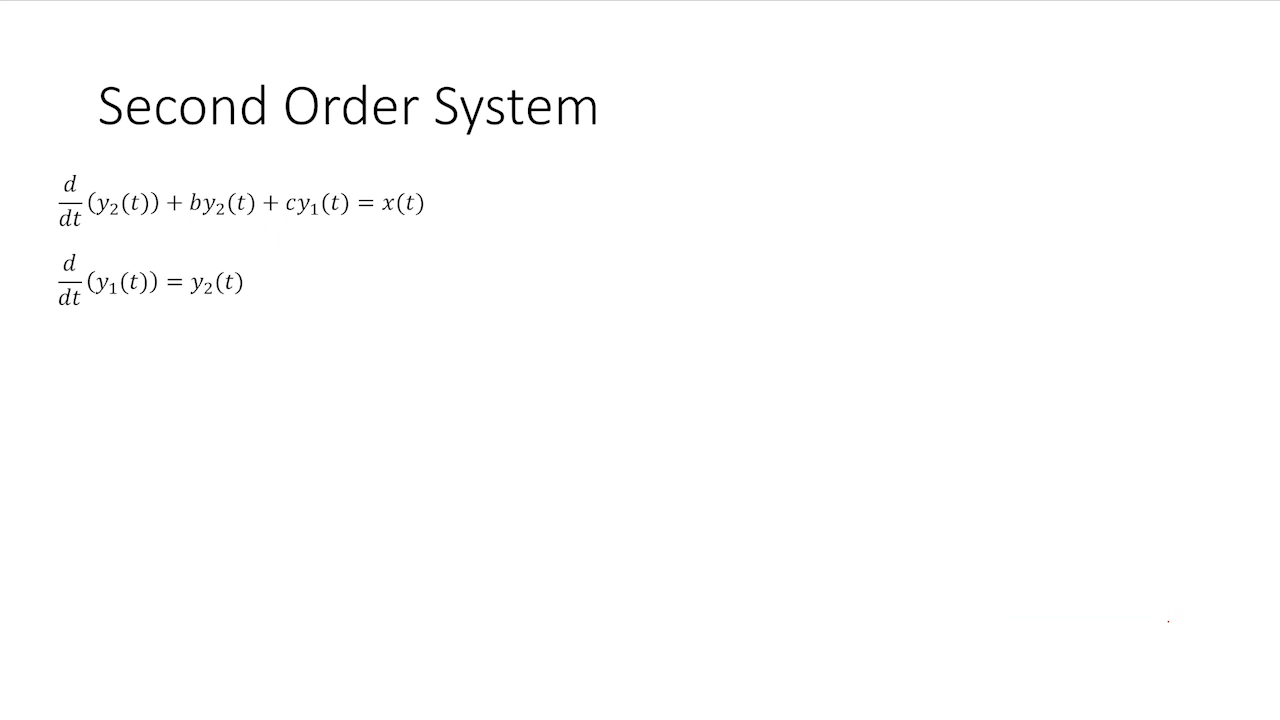 Second Order System
d/dt (y₂(t)) + by₂(t) + cy₁(t) = x(t)
d/dt (y₁(t)) = y₂(t)